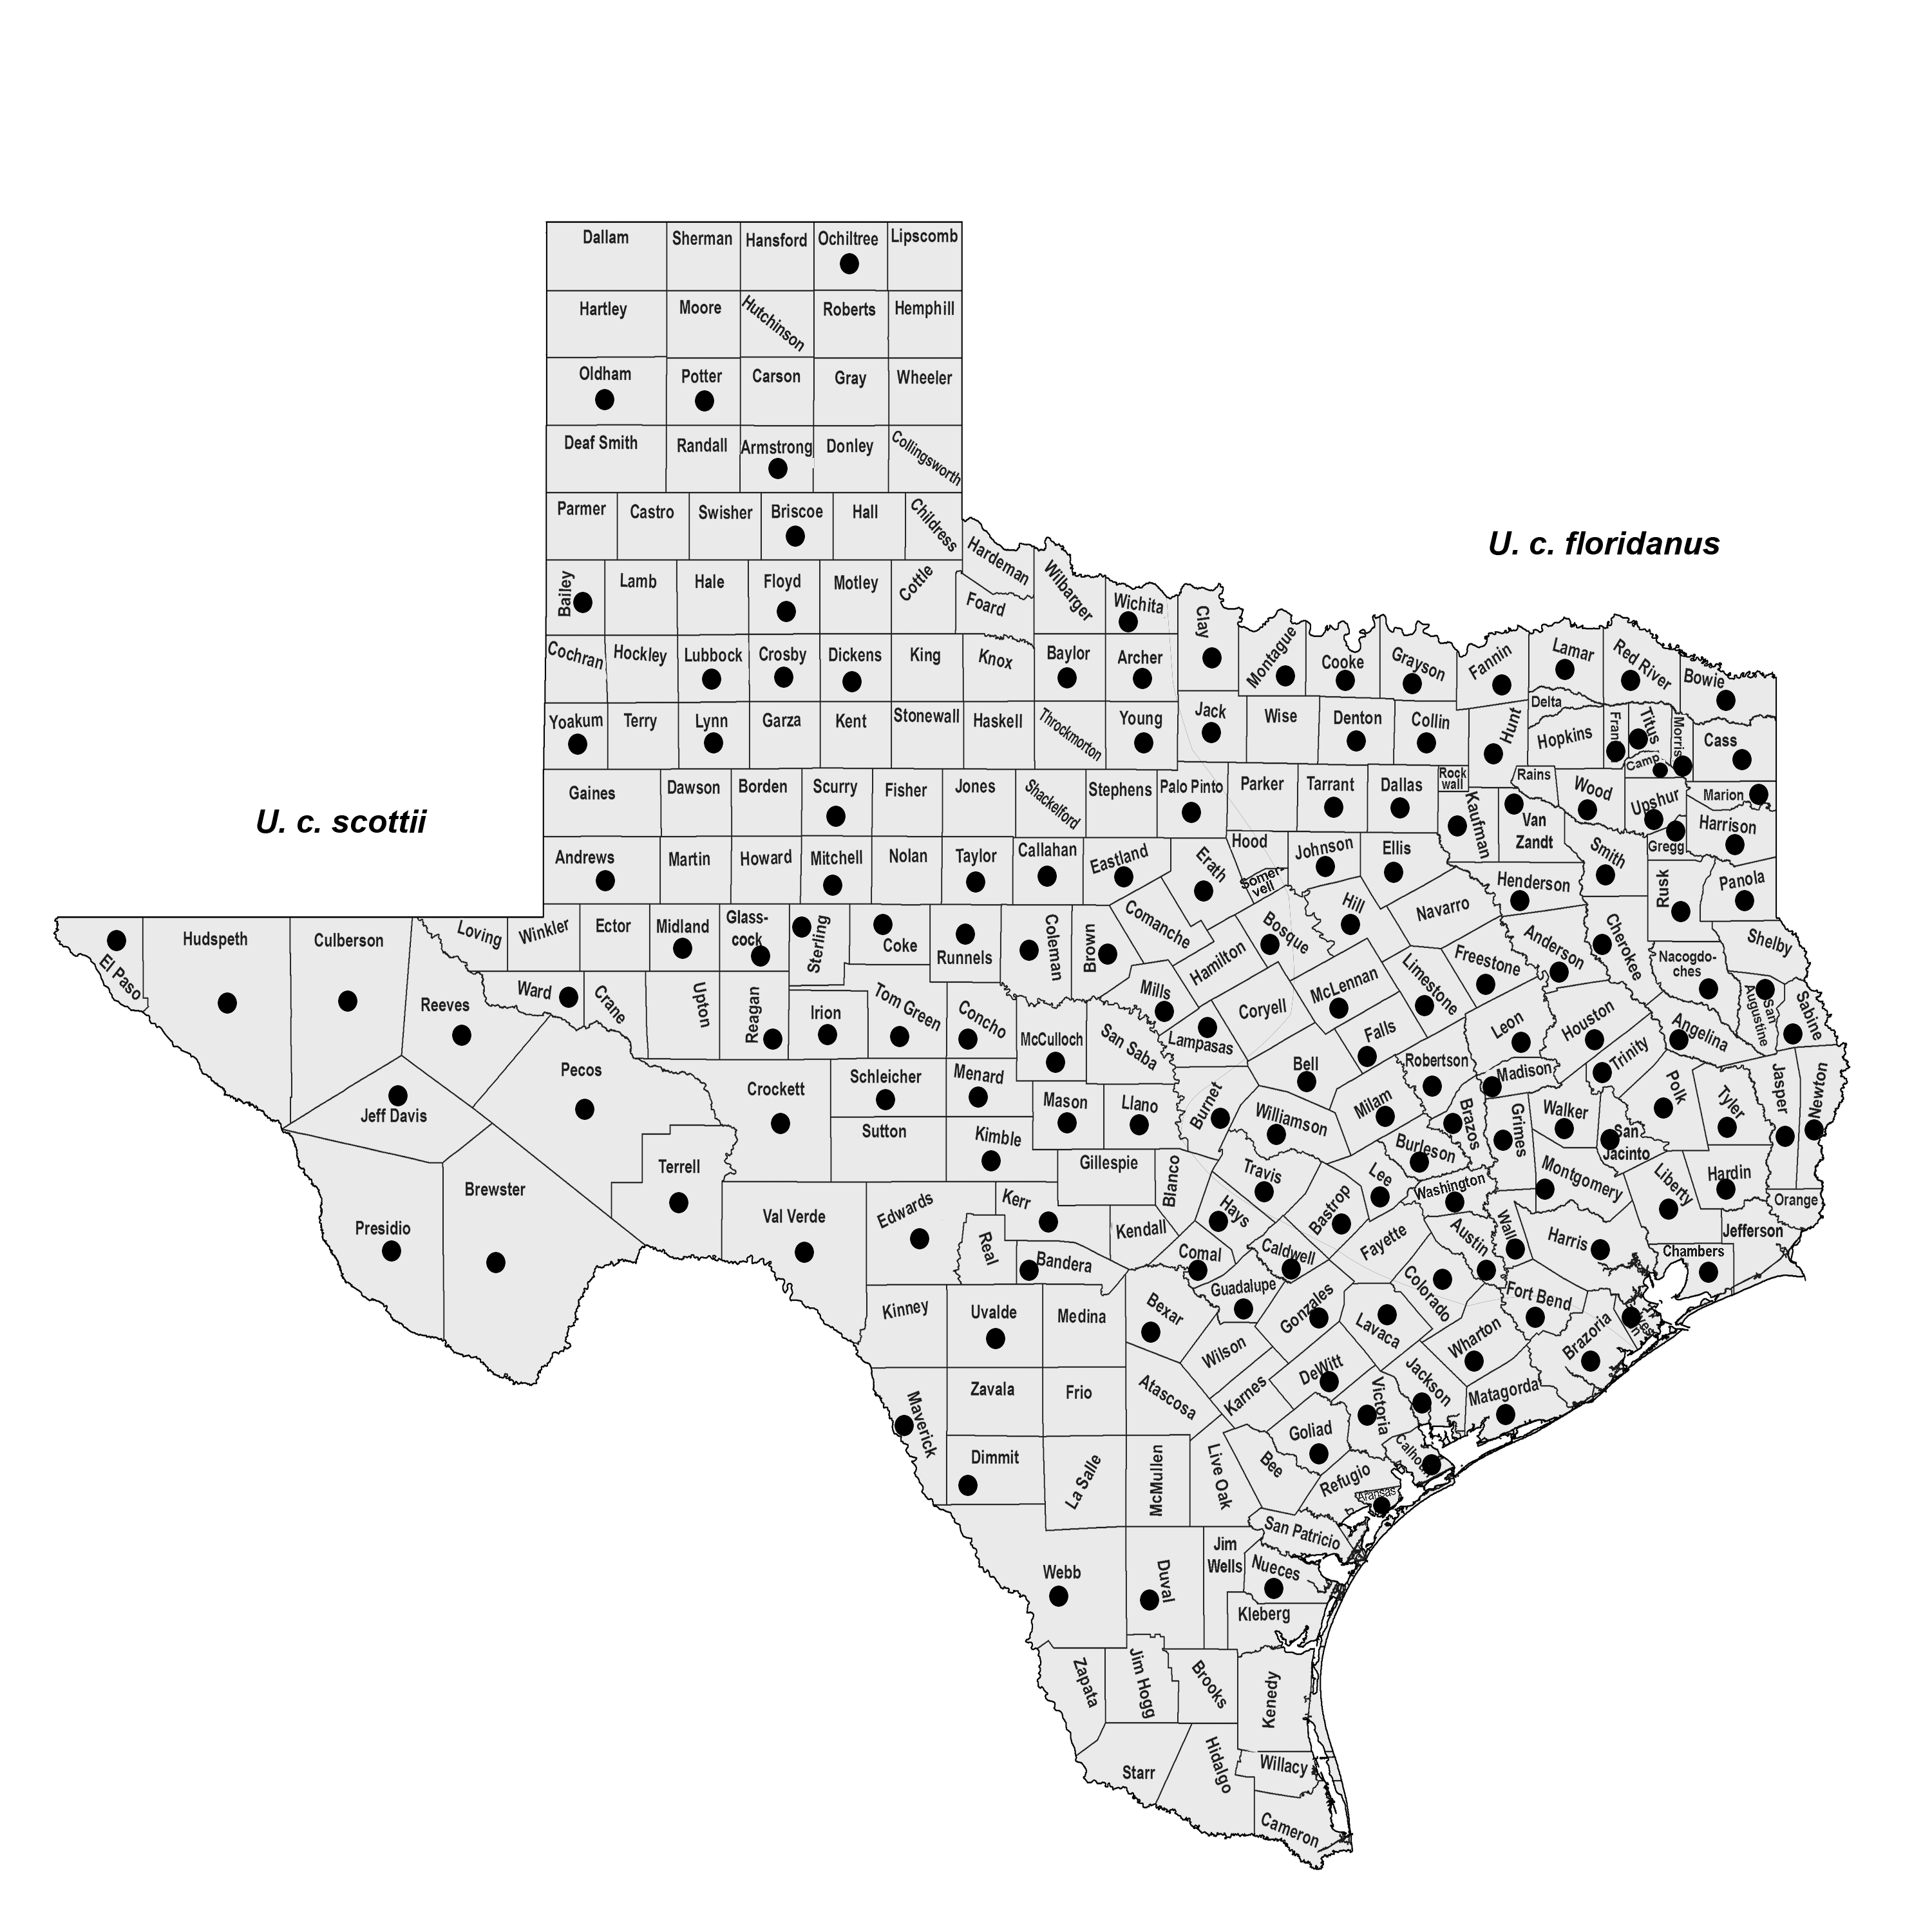 Dallam Sherman Hansford Ochiltree Lipscomb
Hartley Moore Hutchinson Roberts Hemphill
Oldham Potter Carson Gray Wheeler
Deaf Smith Randall Armstrong Donley Collingsworth
Parmer Castro Swisher Briscoe Hall Childress
U. c. floridanus
Hardeman
Bailey Lamb Hale Floyd Motley Cottle Foard Wilbarger Wichita Clay Montague Cooke Grayson Fannin Lamar Red River Bowie
Cochran Hockley Lubbock Crosby Dickens King Knox Baylor Archer
Yoakum Terry Lynn Garza Kent Stonewall Haskell Throckmorton Young Jack Wise Denton Collin Hunt Delta Hopkins Fran Titus Morris Cass
Camp
U. c. scottii
Gaines Dawson Borden Scurry Fisher Jones Shackelford Stephens Palo Pinto Parker Tarrant Dallas
Rock
wall
Kaufman Rains
Van
Zandt
Wood Upshur Marion Harrison
Gregg
Andrews Martin Howard Mitchell Nolan Taylor Callahan Eastland Erath Hood
Somer-
vell
Johnson Ellis Henderson Smith Rusk Panola
El Paso Hudspeth Culberson Loving Winkler Ector Midland
Glass-
cock
Sterling Coke Runnels Coleman Brown Comanche Hamilton Bosque Hill Navarro Freestone Anderson Cherokee
Nacogdo-
ches
Shelby
Reeves Ward Crane Upton Reagan Irion Tom Green Concho McCulloch San Saba Mills Lampasas Coryell McLennan Limestone Falls Leon Houston Trinity Angelina
San
Augustine
Sabine
Jeff Davis Pecos Crockett Schleicher Menard Mason Llano Burnet Bell Milam Robertson Madison Brazos Grimes Walker
San
Jacinto
Polk Tyler Jasper Newton
Presidio Brewster Terrell Sutton Kimble Gillespie Blanco Williamson Travis Burleson Lee Washington Montgomery Liberty Hardin Orange
Val Verde Edwards Kerr Real Bandera Kendall Hays Comal Caldwell Bastrop Fayette Austin Wall Harris Chambers Jefferson
Kinney Uvalde Medina Bexar Guadalupe Gonzales Lavaca Colorado Fort Bend Wharton Brazoria
Maverick Zavala Frio Atascosa Wilson Karnes DeWitt Victoria Jackson Matagorda
Dimmit La Salle McMullen Live Oak Bee Goliad Refugio Calhoun
Aransas
San Patricio
Webb Duval
Jim
Wells
Nueces
Kleberg
Zapata Jim Hogg Brooks Kenedy
Starr Hidalgo Willacy
Cameron